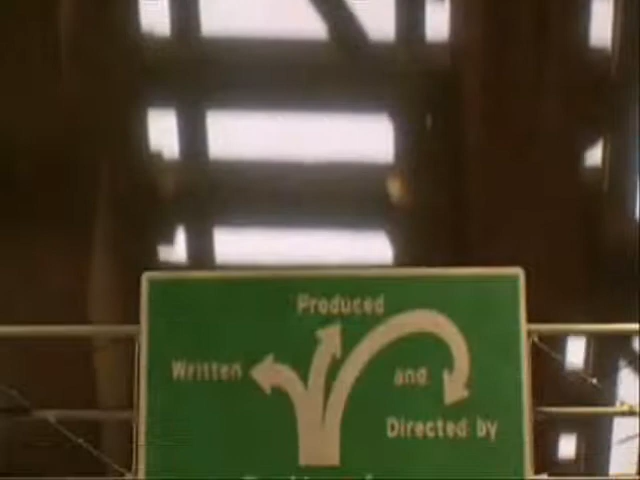 Produced
Written
and
Directed by